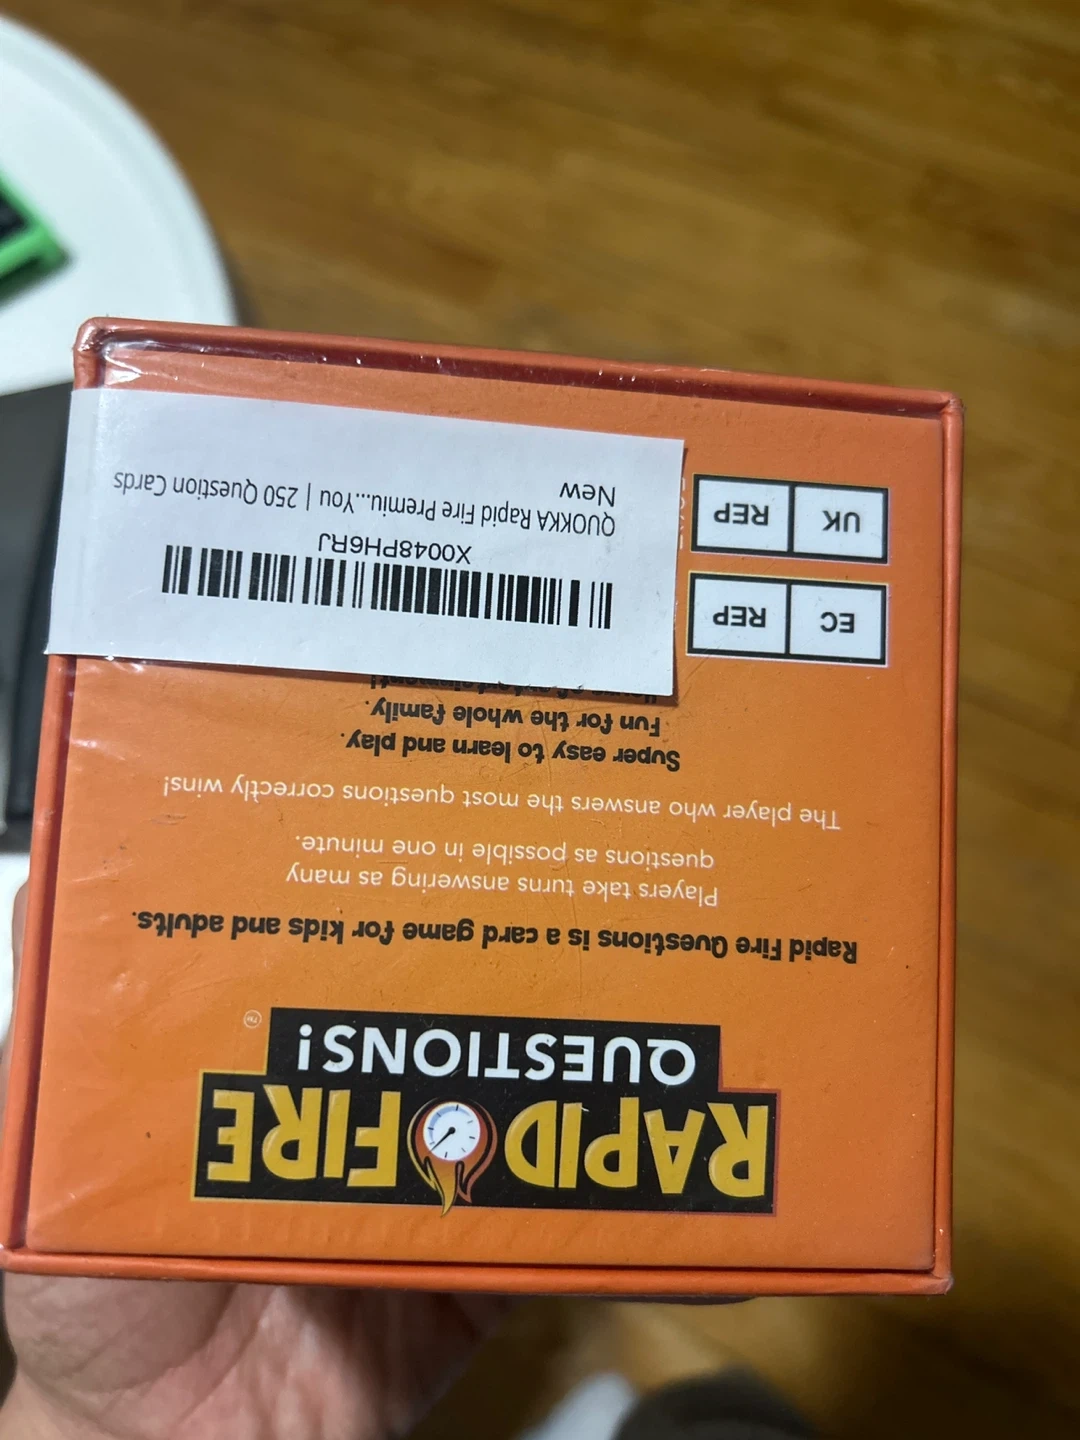 RAPID FIRE
QUESTIONS!
TM
Rapid Fire Questions is a card game for kids and adults.
Players take turns answering as many
questions as possible in one minute.
The player who answers the most questions correctly wins!
Super easy to learn and play.
Fun for the whole family.
EC REP
UK REP
X0048PH6RJ
QUOKKA Rapid Fire Premiu...You | 250 Question Cards
New